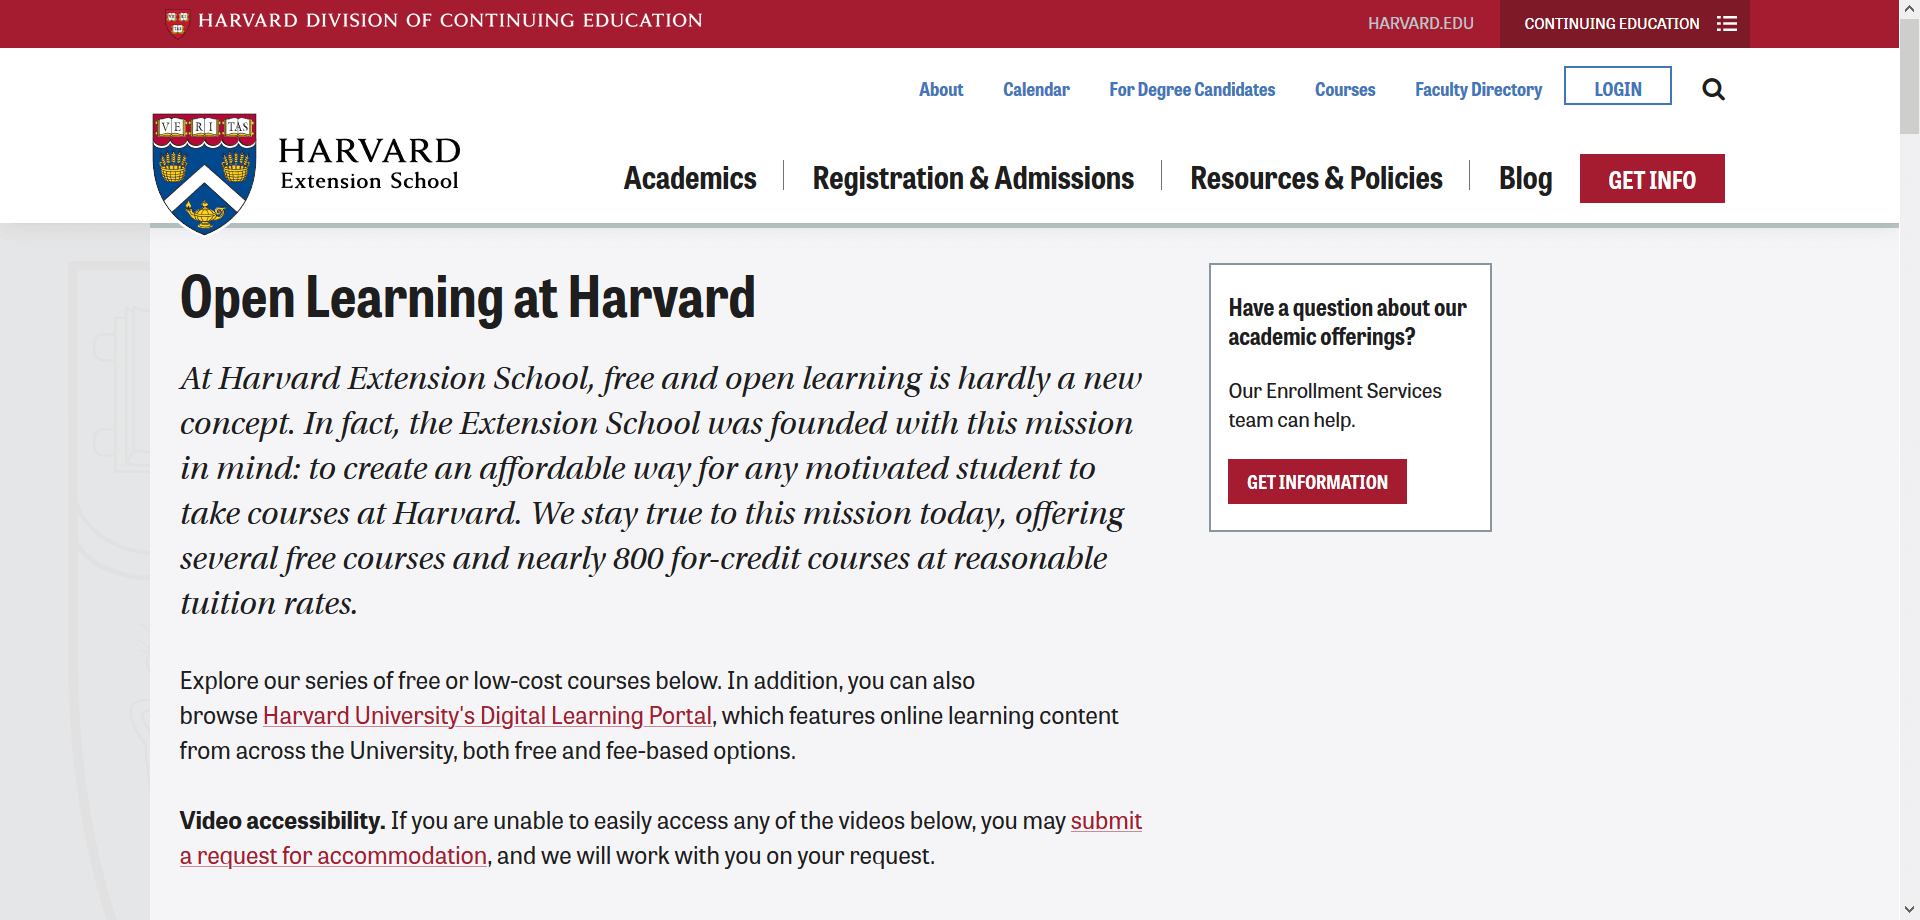 HARVARD DIVISION OF CONTINUING EDUCATION
HARVARD.EDU
CONTINUING EDUCATION
About
Calendar
For Degree Candidates
Courses
Faculty Directory
LOGIN
VE RI TAS
HARVARD
Extension School
Academics
Registration & Admissions
Resources & Policies
Blog
GET INFO
Open Learning at Harvard
At Harvard Extension School, free and open learning is hardly a new
concept. In fact, the Extension School was founded with this mission
in mind: to create an affordable way for any motivated student to
take courses at Harvard. We stay true to this mission today, offering
several free courses and nearly 800 for-credit courses at reasonable
tuition rates.
Explore our series of free or low-cost courses below. In addition, you can also
browse Harvard University's Digital Learning Portal, which features online learning content
from across the University, both free and fee-based options.
Video accessibility. If you are unable to easily access any of the videos below, you may submit
a request for accommodation, and we will work with you on your request.
Have a question about our
academic offerings?
Our Enrollment Services
team can help.
GET INFORMATION